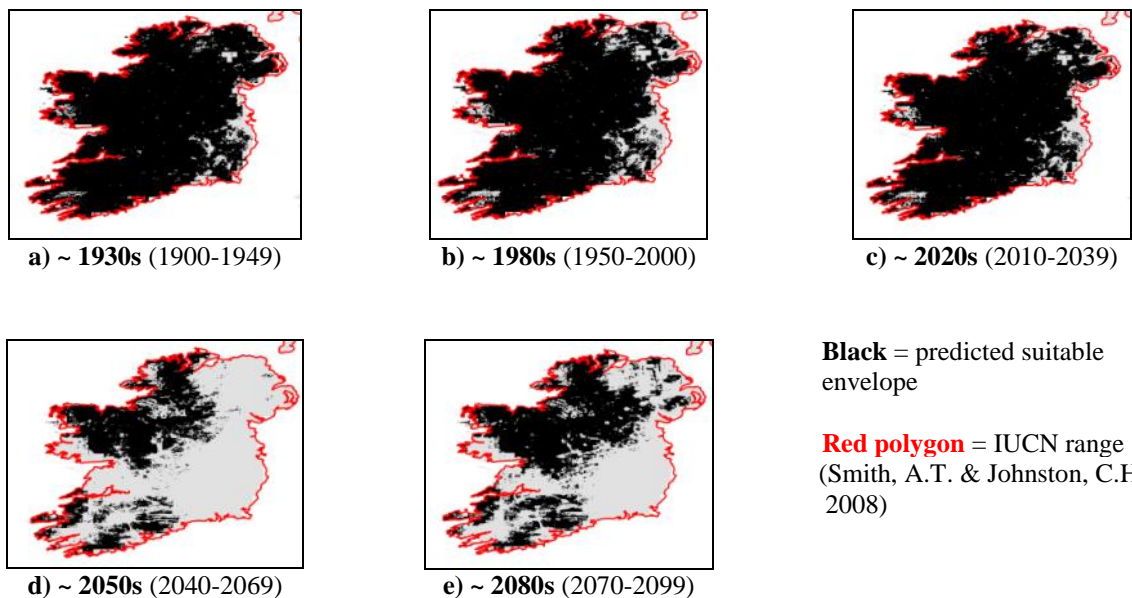 a) ~ 1930s (1900-1949)
b) ~ 1980s (1950-2000)
c) ~ 2020s (2010-2039)
Black = predicted suitable
envelope
Red polygon = IUCN range
(Smith, A.T. & Johnston, C.H
2008)
d) ~ 2050s (2040-2069)
e) ~ 2080s (2070-2099)